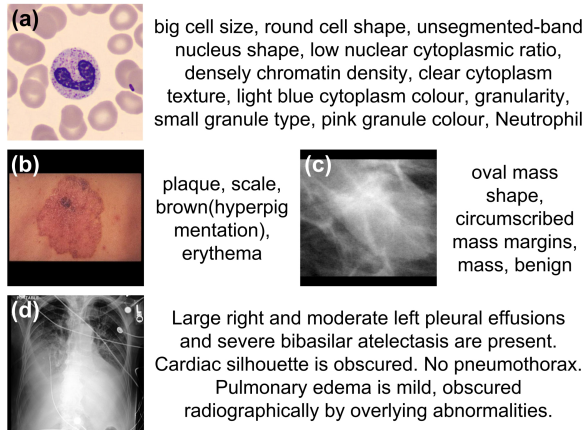 (a)
big cell size, round cell shape, unsegmented-band
nucleus shape, low nuclear cytoplasmic ratio,
densely chromatin density, clear cytoplasm
texture, light blue cytoplasm colour, granularity,
small granule type, pink granule colour, Neutrophil
(b)
plaque, scale,
brown(hyperpig
mentation),
erythema
(c)
oval mass
shape,
circumscribed
mass margins,
mass, benign
(d)
PORTABLE
Large right and moderate left pleural effusions
and severe bibasilar atelectasis are present.
Cardiac silhouette is obscured. No pneumothorax.
Pulmonary edema is mild, obscured
radiographically by overlying abnormalities.